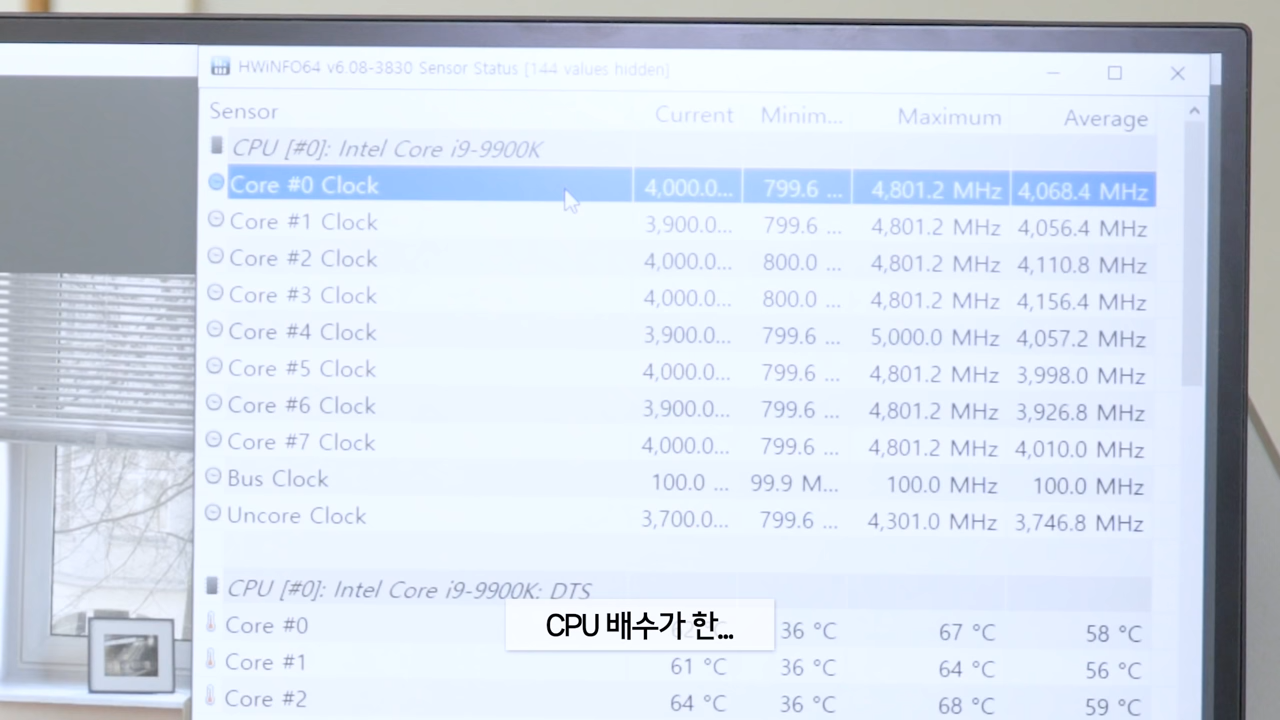 HWiNFO64 v6.08-3830 Sensor Status [144 values hidden]
Sensor Current Minim... Maximum Average
CPU [#0]: Intel Core i9-9900K
Core #0 Clock 4,000.0... 799.6 ... 4,801.2 MHz 4,068.4 MHz
Core #1 Clock 3,900.0... 799.6 ... 4,801.2 MHz 4,056.4 MHz
Core #2 Clock 4,000.0... 800.0 ... 4,801.2 MHz 4,110.8 MHz
Core #3 Clock 4,000.0... 800.0 ... 4,801.2 MHz 4,156.4 MHz
Core #4 Clock 3,900.0... 799.6 ... 5,000.0 MHz 4,057.2 MHz
Core #5 Clock 4,000.0... 799.6 ... 4,801.2 MHz 3,998.0 MHz
Core #6 Clock 3,900.0... 799.6 ... 4,801.2 MHz 3,926.8 MHz
Core #7 Clock 4,000.0... 799.6 ... 4,801.2 MHz 4,010.0 MHz
Bus Clock 100.0 ... 99.9 M... 100.0 MHz 100.0 MHz
Uncore Clock 3,700.0... 799.6 ... 4,301.0 MHz 3,746.8 MHz
CPU [#0]: Intel Core i9-9900K: DTS
Core #0 36 °C 67 °C 58 °C
CPU 배수가 한...
Core #1 61 °C 36 °C 64 °C 56 °C
Core #2 64 °C 36 °C 68 °C 59 °C